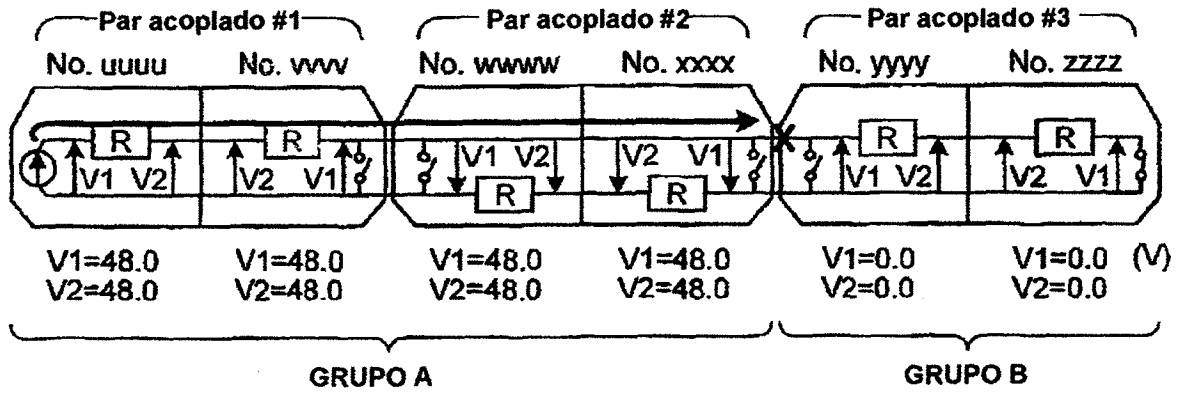 Par acoplado #1 Par acoplado #2 Par acoplado #3
No. uuuu No. vvvv No. wwww No. xxxx No. yyyy No. zzzz
R R R R
V1 V2 V2 V1 V1 V2 V2 V1 V1 V2 V2 V1
R R
V1=48.0 V1=48.0 V1=48.0 V1=48.0 V1=0.0 V1=0.0 (V)
V2=48.0 V2=48.0 V2=48.0 V2=48.0 V2=0.0 V2=0.0
GRUPO A GRUPO B